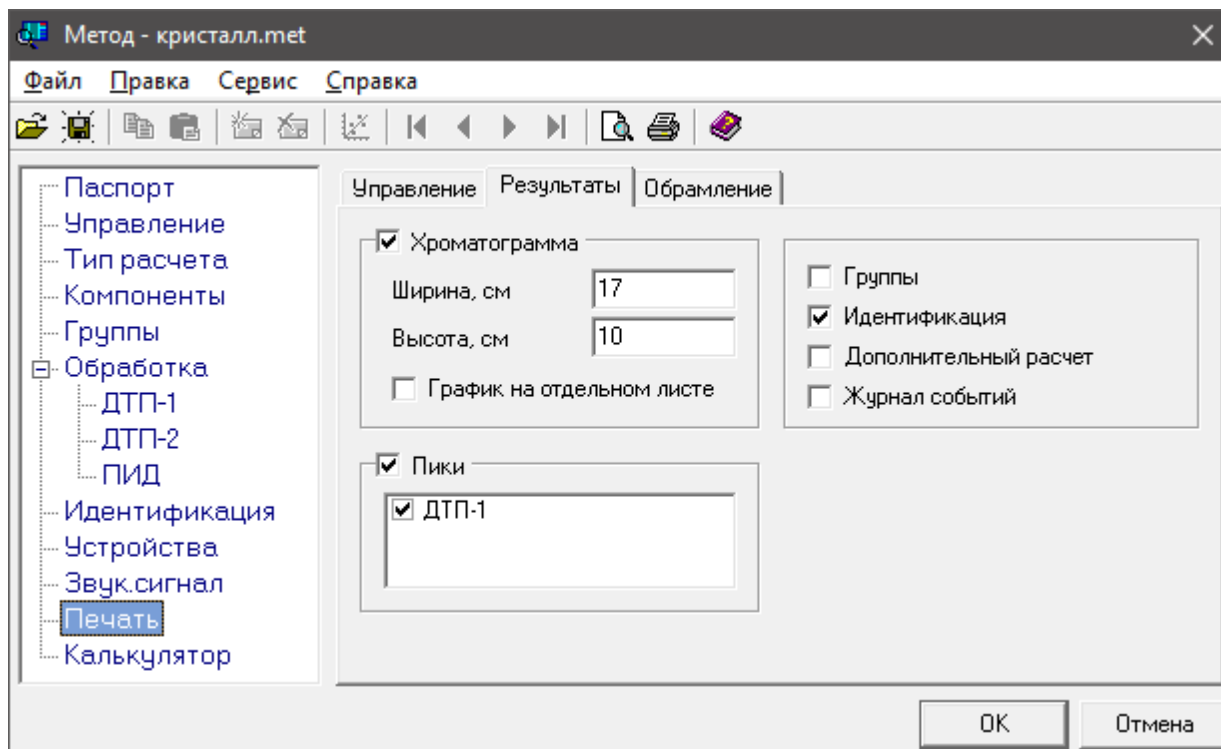 Метод - кристалл.met
Файл Правка Сервис Справка
Паспорт
Управление
Тип расчета
Компоненты
Группы
Обработка
ДТП-1
ДТП-2
ПИД
Идентификация
Устройства
Звук.сигнал
Печать
Калькулятор
Управление Результаты Обрамление
Хроматограмма
Ширина, см 17
Высота, см 10
График на отдельном листе
Группы
Идентификация
Дополнительный расчет
Журнал событий
Пики
ДТП-1
OK Отмена